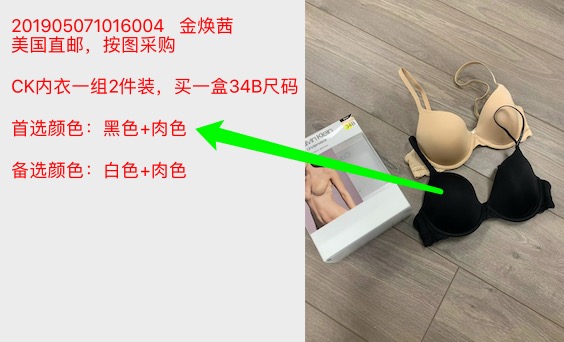 201905071016004 金焕茜
美国直邮，按图采购
CK内衣一组2件装，买一盒34B尺码
首选颜色：黑色+肉色
备选颜色：白色+肉色
vin Klein